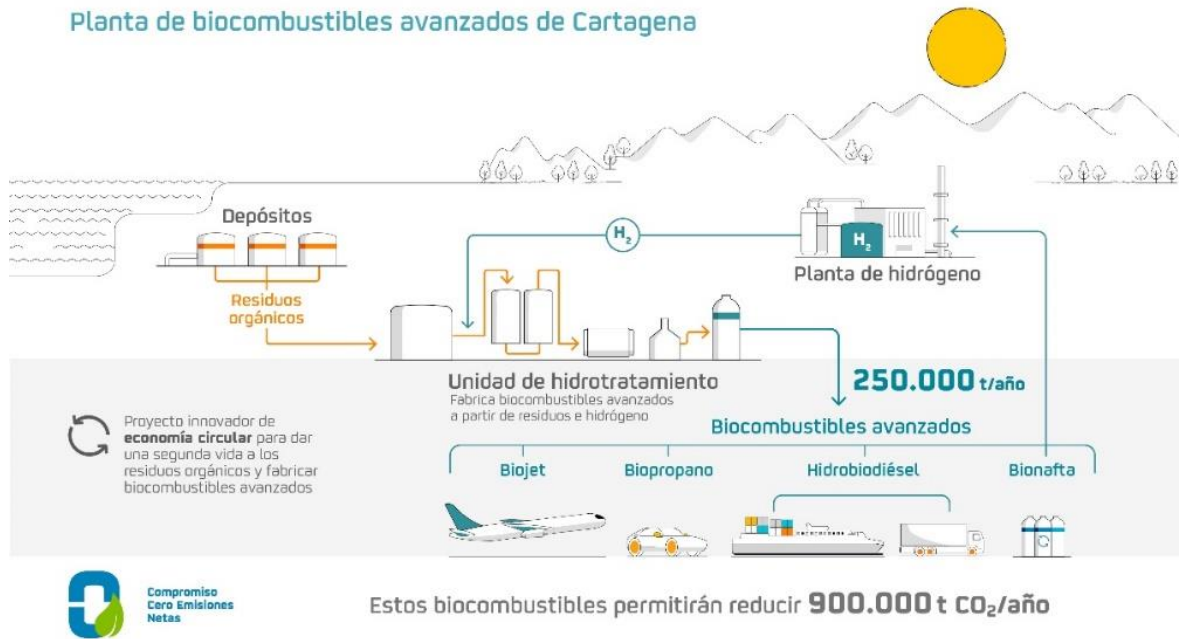 Planta de biocombustibles avanzados de Cartagena
Depósitos
H₂
H₂
Planta de hidrógeno
Residuos
orgánicos
Unidad de hidrotratamiento
Fabrica biocombustibles avanzados
a partir de residuos e hidrógeno
250.000 t/año
Proyecto innovador de
economía circular para dar
una segunda vida a los
residuos orgánicos y fabricar
biocombustibles avanzados
Biocombustibles avanzados
Biojet
Biopropano
Hidrobiodiésel
Bionafta
Compromiso
Cero Emisiones
Netas
Estos biocombustibles permitirán reducir 900.000 t CO₂/año